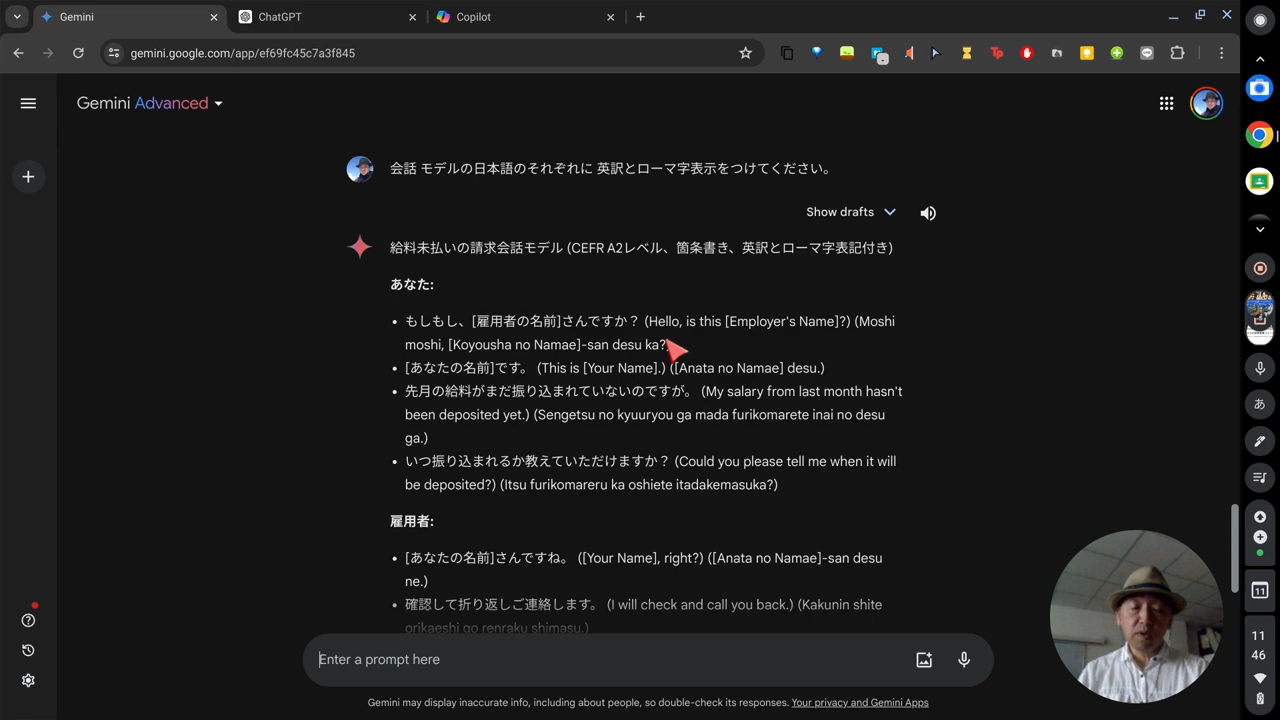 Gemini
ChatGPT
Copilot
gemini.google.com/app/ef69fc45c7a3f845
Gemini Advanced
会話 モデルの日本語のそれぞれに 英訳とローマ字表示をつけてください。
Show drafts
給料未払いの請求会話モデル (CEFR A2レベル、箇条書き、英訳とローマ字表記付き)
あなた:
もしもし、[雇用者の名前]さんですか？ (Hello, is this [Employer's Name]?) (Moshi
moshi, [Koyousha no Namae]-san desu ka?
[あなたの名前]です。 (This is [Your Name].) ([Anata no Namae] desu.)
先月の給料がまだ振り込まれていないのですが。 (My salary from last month hasn't
been deposited yet.) (Sengetsu no kyuuryou ga mada furikomarete inai no desu
ga.)
いつ振り込まれるか教えていただけますか？ (Could you please tell me when it will
be deposited?) (Itsu furikomareru ka oshiete itadakemasuka?)
雇用者:
[あなたの名前]さんですね。 ([Your Name], right?) ([Anata no Namae]-san desu
ne.)
確認して折り返しご連絡します。 (I will check and call you back.) (Kakunin shite
orikaeshi go renraku shimasu.)
Enter a prompt here
Gemini may display inaccurate info, including about people, so double-check its responses. Your privacy and Gemini Apps
あ
11
11
46